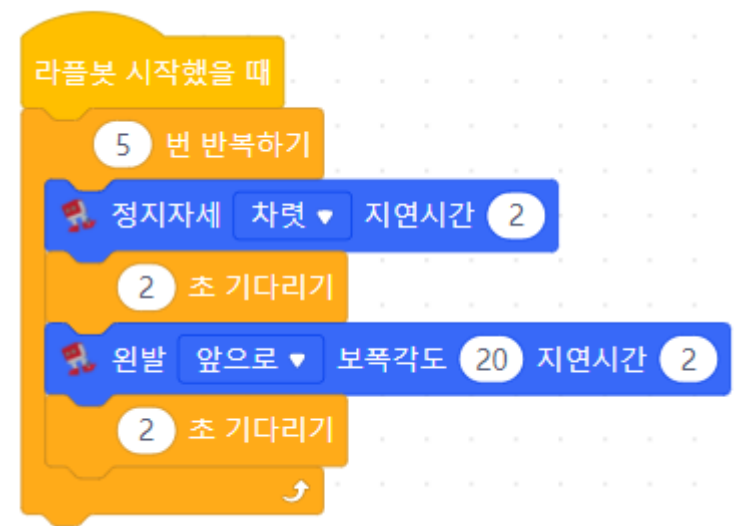 라플봇 시작했을 때
5 번 반복하기
정지자세 차렷 ▼ 지연시간 2
2 초 기다리기
왼발 앞으로 ▼ 보폭각도 20 지연시간 2
2 초 기다리기